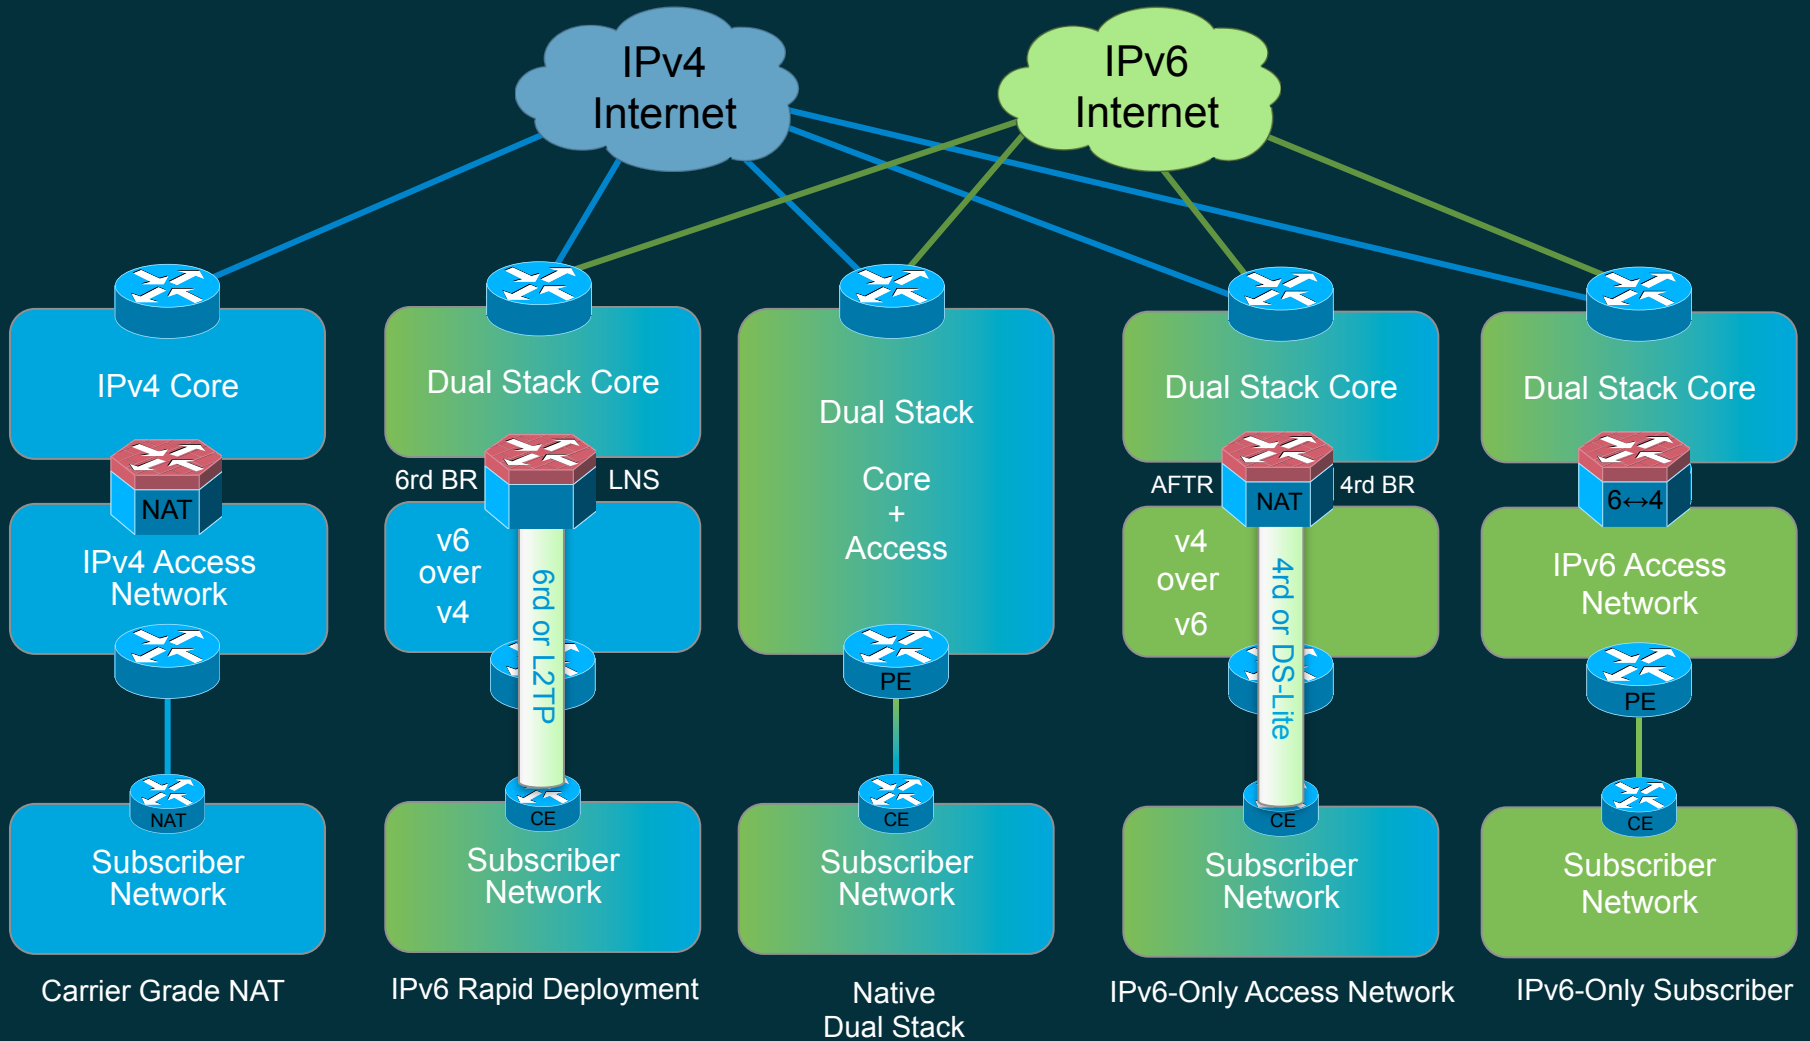 IPv4
Internet
IPv6
Internet
IPv4 Core
NAT
IPv4 Access
Network
NAT
Subscriber
Network
Carrier Grade NAT
Dual Stack Core
6rd BR
LNS
v6
over
v4
6rd or L2TP
CE
Subscriber
Network
IPv6 Rapid Deployment
Dual Stack
Core
+
Access
PE
CE
Subscriber
Network
Native
Dual Stack
Dual Stack Core
AFTR
NAT
4rd BR
v4
over
v6
4rd or DS-Lite
CE
Subscriber
Network
IPv6-Only Access Network
Dual Stack Core
6↔4
IPv6 Access
Network
PE
CE
Subscriber
Network
IPv6-Only Subscriber